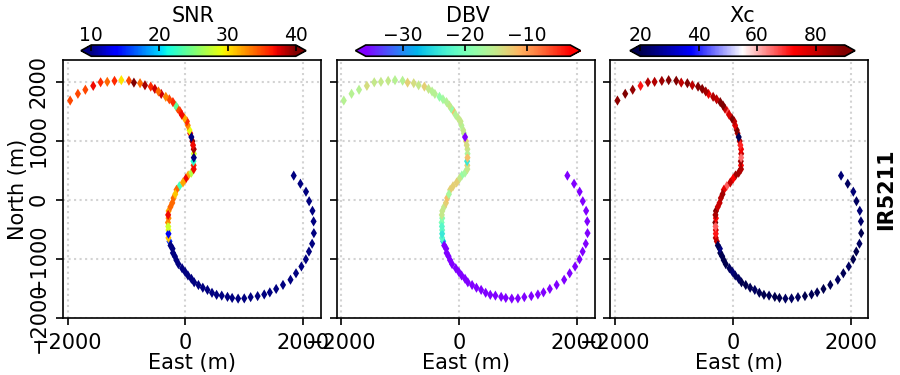 SNR
DBV
Xc
10 20 30 40
−30 −20 −10
20 40 60 80
North (m)
2000
1000
0
−1000
−2000
−2000 0 2000
−2000 0 2000
−2000 0 2000
East (m)
East (m)
East (m)
IR5211